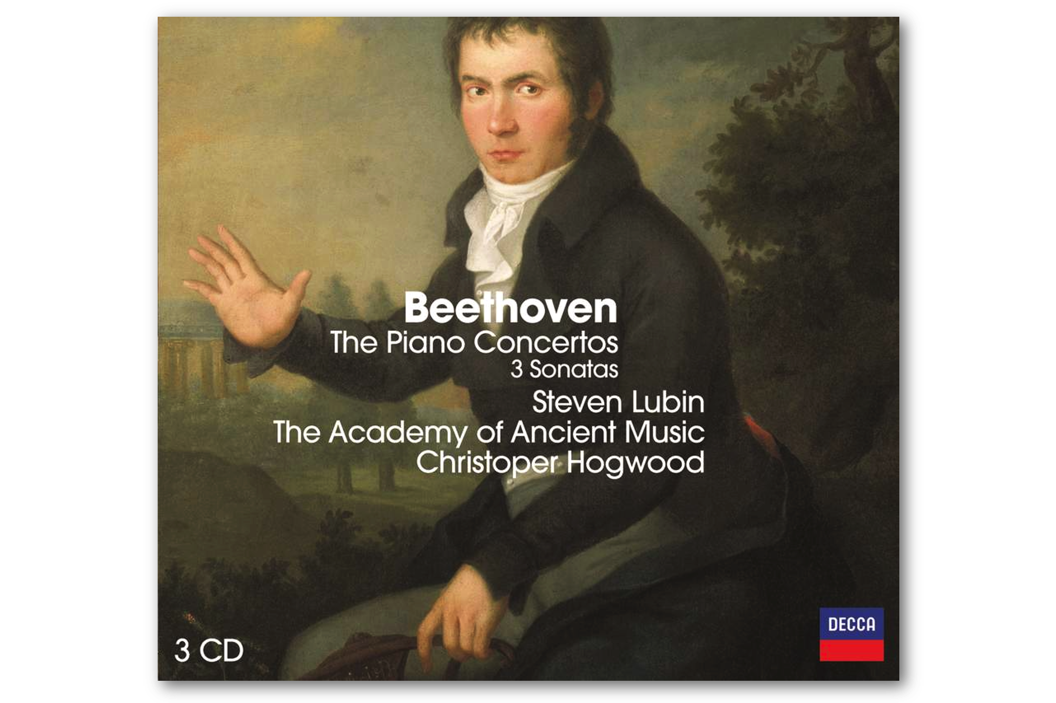 Beethoven
The Piano Concertos
3 Sonatas
Steven Lubin
The Academy of Ancient Music
Christoper Hogwood
3 CD
DECCA